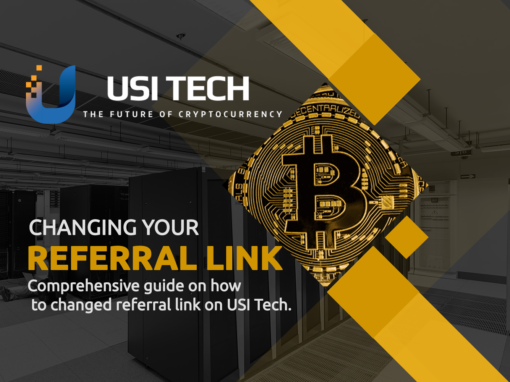 USI TECH
THE FUTURE OF CRYPTOCURRENCY
DECENTRALIZED
CHANGING YOUR
REFERRAL LINK
Comprehensive guide on how
to changed referral link on USI Tech.